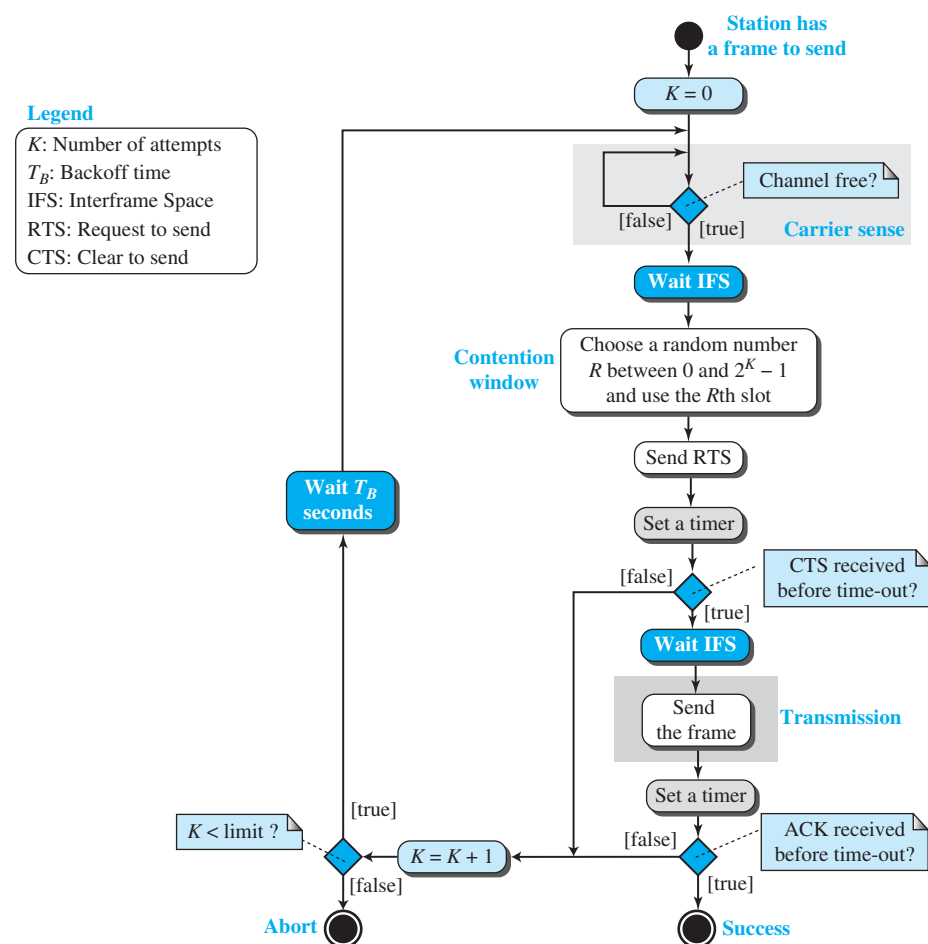 Station has
a frame to send
K = 0
Legend
K: Number of attempts
T_B: Backoff time
IFS: Interframe Space
RTS: Request to send
CTS: Clear to send
Channel free?
[false]
[true]
Carrier sense
Wait IFS
Contention
window
Choose a random number
R between 0 and 2^K – 1
and use the Rth slot
Send RTS
Wait T_B
seconds
Set a timer
CTS received
before time-out?
[false]
[true]
Wait IFS
Send
the frame
Transmission
Set a timer
[true]
K < limit ?
[false]
K = K + 1
[false]
ACK received
before time-out?
[true]
Abort
Success